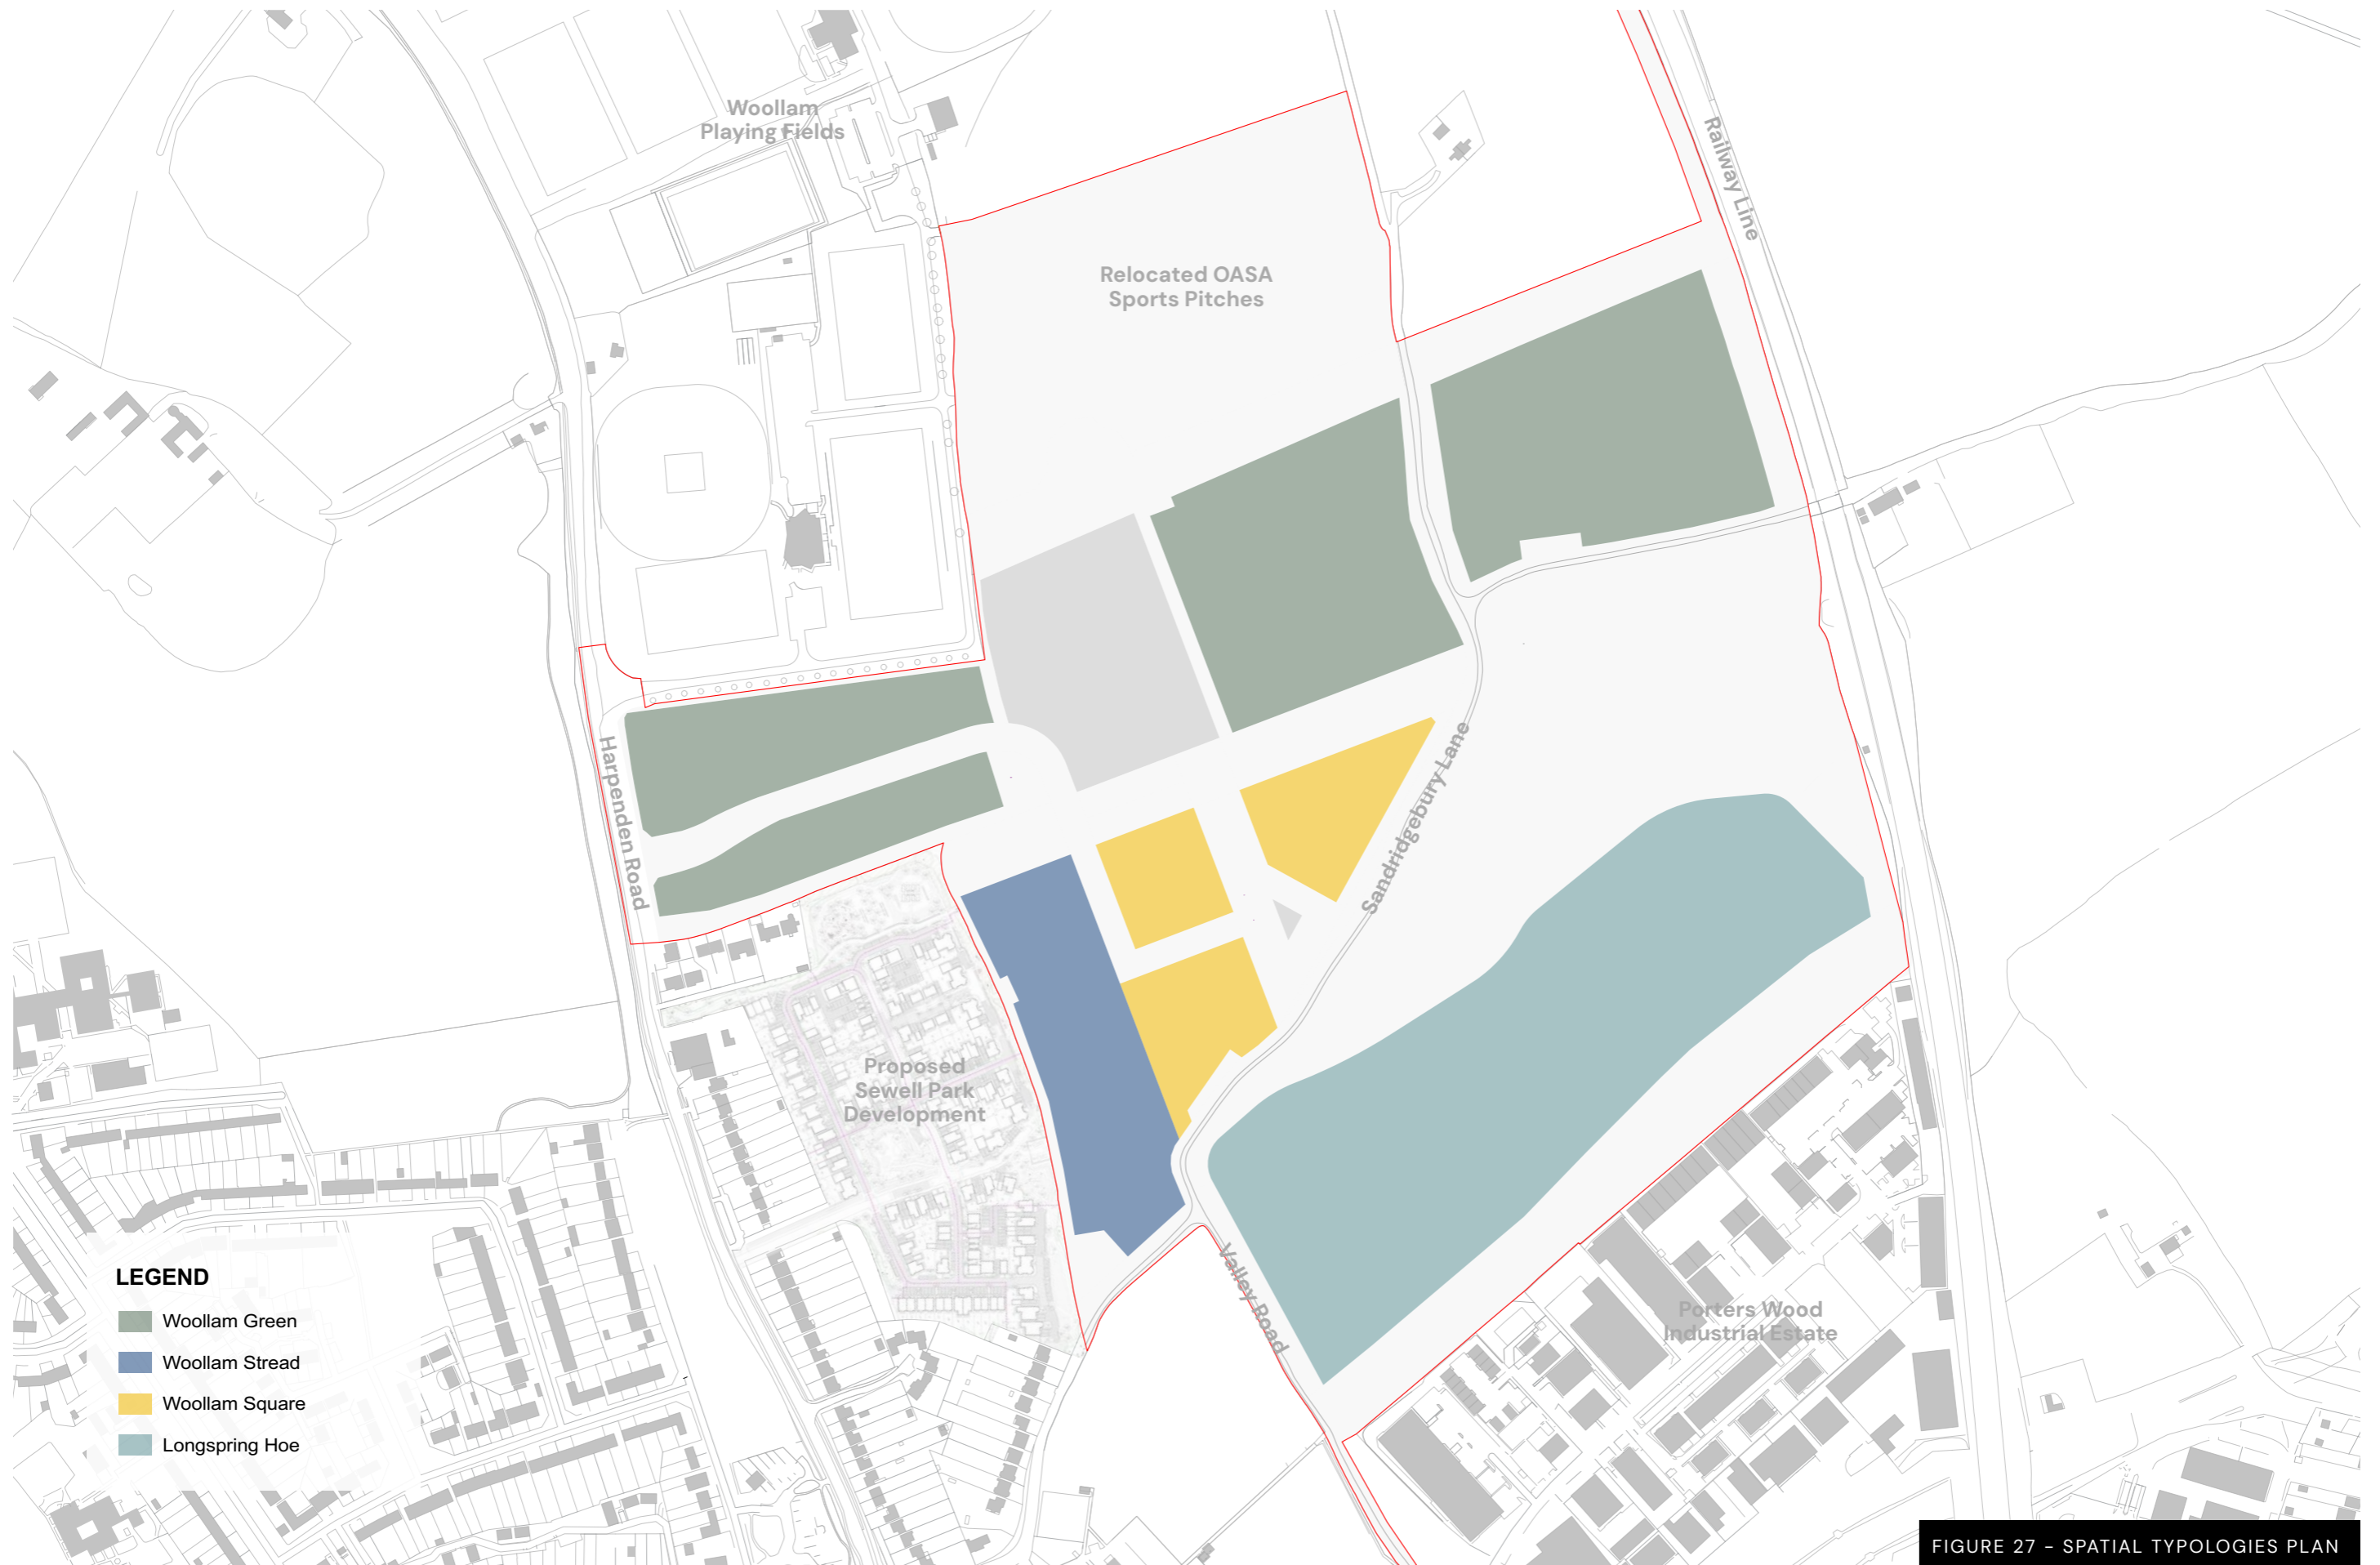 Woollam
Playing Fields
Railway Line
Relocated OASA
Sports Pitches
Harpenden Road
Sandridgebury Lane
Proposed
Sewell Park
Development
Valley Road
Porters Wood
Industrial Estate
LEGEND
Woollam Green
Woollam Stread
Woollam Square
Longspring Hoe
FIGURE 27 - SPATIAL TYPOLOGIES PLAN